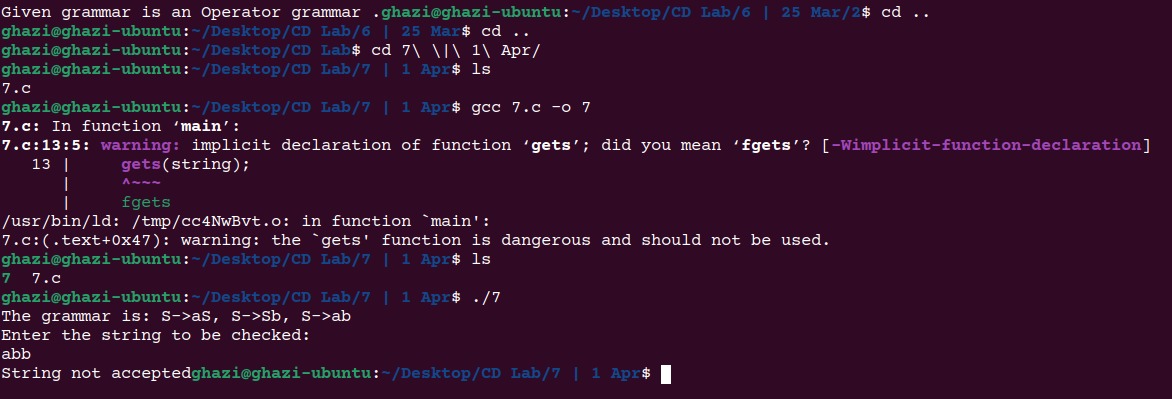 Given grammar is an Operator grammar .ghazi@ghazi-ubuntu:~/Desktop/CD Lab/6 | 25 Mar/2$ cd ..
ghazi@ghazi-ubuntu:~/Desktop/CD Lab/6 | 25 Mar$ cd ..
ghazi@ghazi-ubuntu:~/Desktop/CD Lab$ cd 7\ \|\ 1\ Apr/
ghazi@ghazi-ubuntu:~/Desktop/CD Lab/7 | 1 Apr$ ls
7.c
ghazi@ghazi-ubuntu:~/Desktop/CD Lab/7 | 1 Apr$ gcc 7.c -o 7
7.c: In function ‘main’:
7.c:13:5: warning: implicit declaration of function ‘gets’; did you mean ‘fgets’? [-Wimplicit-function-declaration]
   13 |     gets(string);
      |     ^~~~
      |     fgets
/usr/bin/ld: /tmp/cc4NwBvt.o: in function `main':
7.c:(.text+0x47): warning: the `gets' function is dangerous and should not be used.
ghazi@ghazi-ubuntu:~/Desktop/CD Lab/7 | 1 Apr$ ls
7  7.c
ghazi@ghazi-ubuntu:~/Desktop/CD Lab/7 | 1 Apr$ ./7
The grammar is: S->aS, S->Sb, S->ab
Enter the string to be checked:
abb
String not acceptedghazi@ghazi-ubuntu:~/Desktop/CD Lab/7 | 1 Apr$